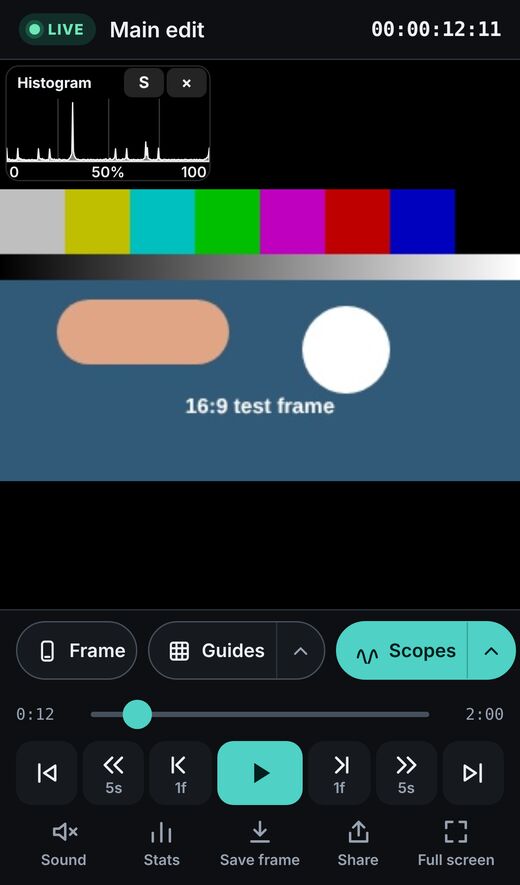 LIVE Main edit 00:00:12:11
Histogram S ×
0 50% 100
16:9 test frame
Frame Guides Scopes
0:12 2:00
5s 1f 1f 5s
Sound Stats Save frame Share Full screen